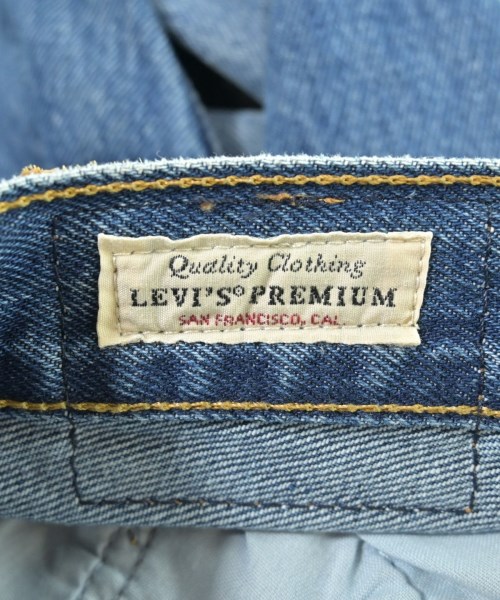 Quality Clothing
LEVI'S® PREMIUM
SAN FRANCISCO, CAL